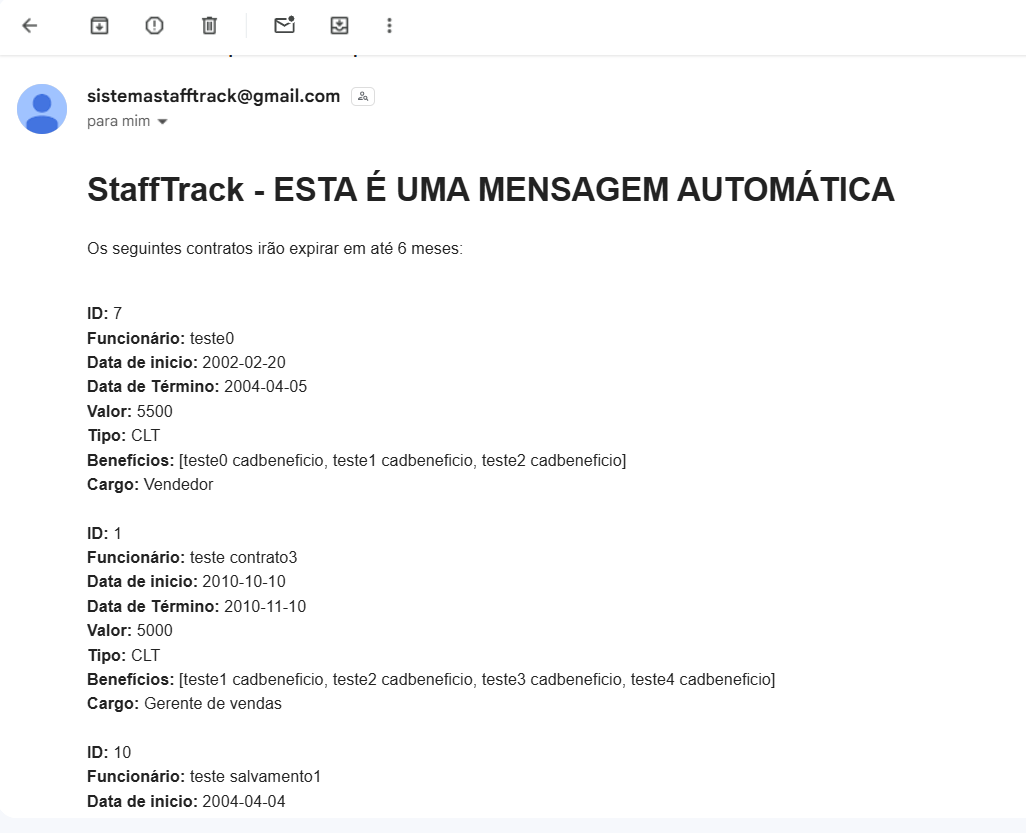 sistemastafftrack@gmail.com
para mim
StaffTrack - ESTA É UMA MENSAGEM AUTOMÁTICA
Os seguintes contratos irão expirar em até 6 meses:
ID: 7
Funcionário: teste0
Data de inicio: 2002-02-20
Data de Término: 2004-04-05
Valor: 5500
Tipo: CLT
Benefícios: [teste0 cadbeneficio, teste1 cadbeneficio, teste2 cadbeneficio]
Cargo: Vendedor
ID: 1
Funcionário: teste contrato3
Data de inicio: 2010-10-10
Data de Término: 2010-11-10
Valor: 5000
Tipo: CLT
Benefícios: [teste1 cadbeneficio, teste2 cadbeneficio, teste3 cadbeneficio, teste4 cadbeneficio]
Cargo: Gerente de vendas
ID: 10
Funcionário: teste salvamento1
Data de inicio: 2004-04-04